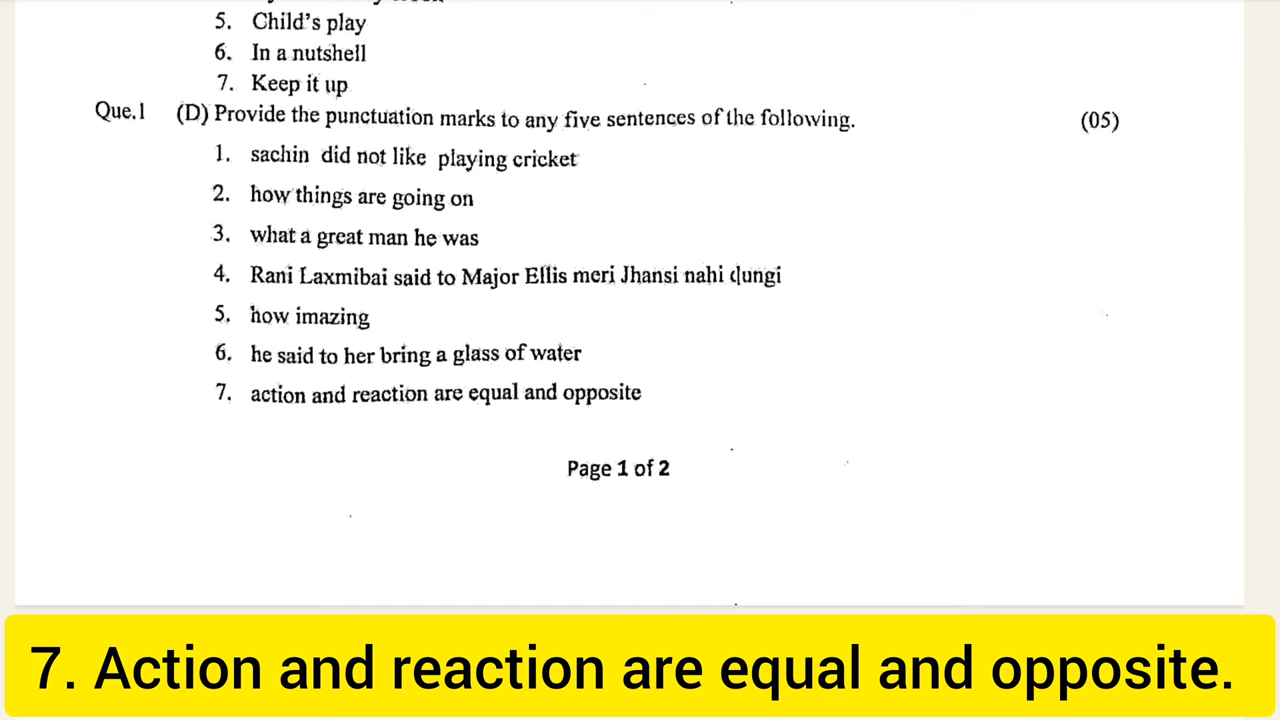 5. Child's play
6. In a nutshell
7. Keep it up
Que.1 (D) Provide the punctuation marks to any five sentences of the following. (05)
1. sachin did not like playing cricket
2. how things are going on
3. what a great man he was
4. Rani Laxmibai said to Major Ellis meri Jhansi nahi dungi
5. how imazing
6. he said to her bring a glass of water
7. action and reaction are equal and opposite
Page 1 of 2
7. Action and reaction are equal and opposite.